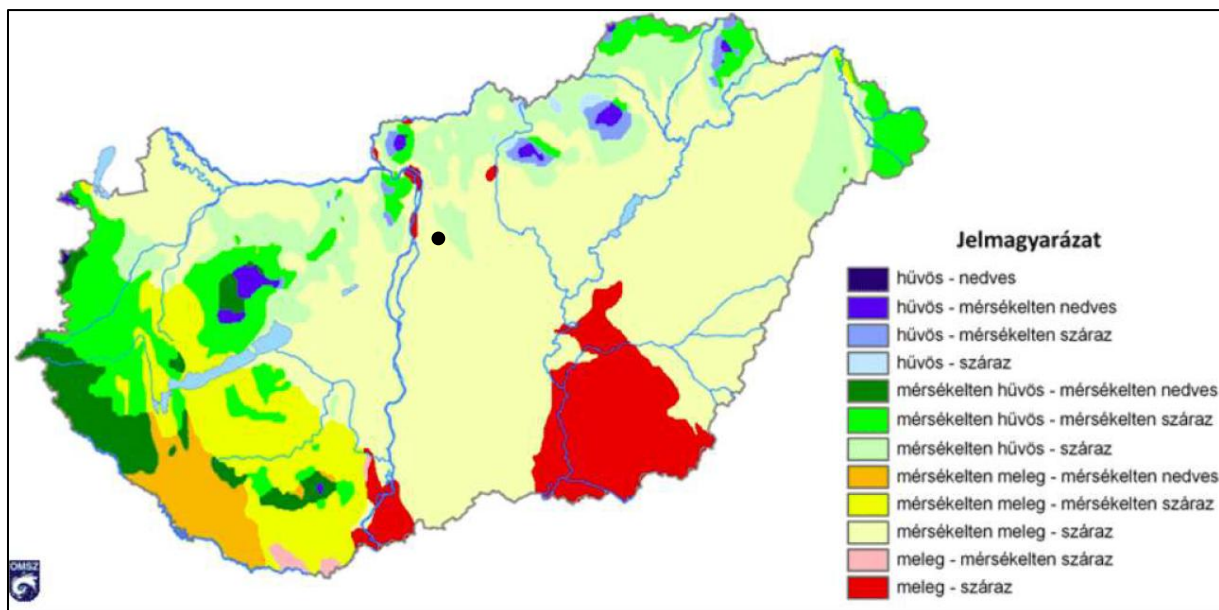 Jelmagyarázat
hűvös - nedves
hűvös - mérsékelten nedves
hűvös - mérsékelten száraz
hűvös - száraz
mérsékelten hűvös - mérsékelten nedves
mérsékelten hűvös - mérsékelten száraz
mérsékelten hűvös - száraz
mérsékelten meleg - mérsékelten nedves
mérsékelten meleg - mérsékelten száraz
mérsékelten meleg - száraz
meleg - mérsékelten száraz
meleg - száraz
OMSZ